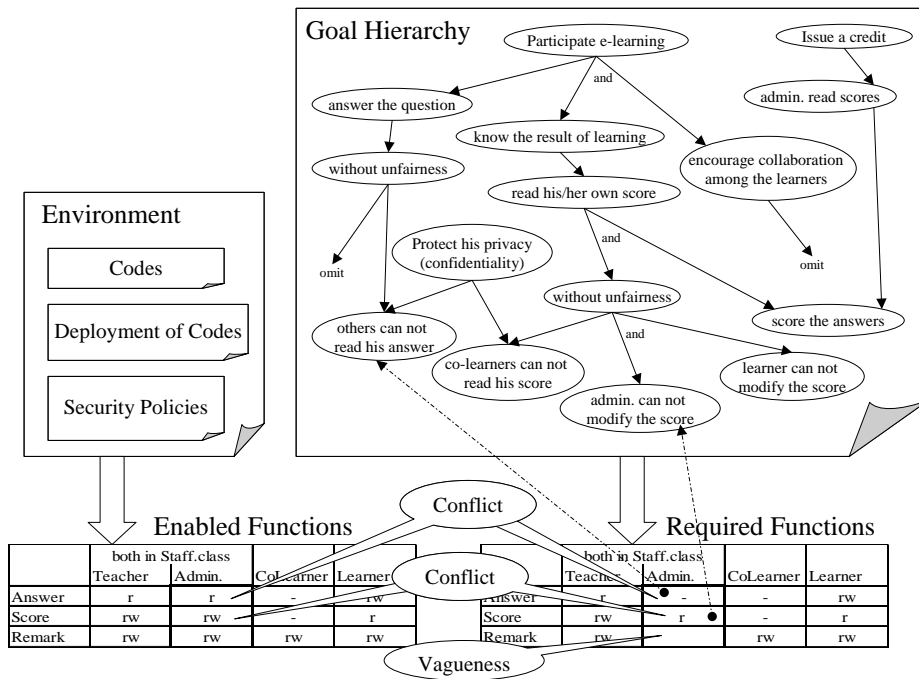 Goal Hierarchy
Participate e-learning
Issue a credit
and
answer the question
admin. read scores
know the result of learning
without unfairness
encourage collaboration
among the learners
read his/her own score
Environment
Codes
Deployment of Codes
Security Policies
omit
Protect his privacy
(confidentiality)
and
omit
without unfairness
others can not
read his answer
score the answers
and
co-learners can not
read his score
learner can not
modify the score
admin. can not
modify the score
Conflict
Enabled Functions
Required Functions
both in Staff.class
Teacher Admin. CoLearner Learner
Answer r r - rw
Score rw rw - r
Remark rw rw rw rw
Conflict
both in Staff.class
Teacher Admin. CoLearner Learner
Answer r - - rw
Score rw r - r
Remark rw rw rw
Vagueness